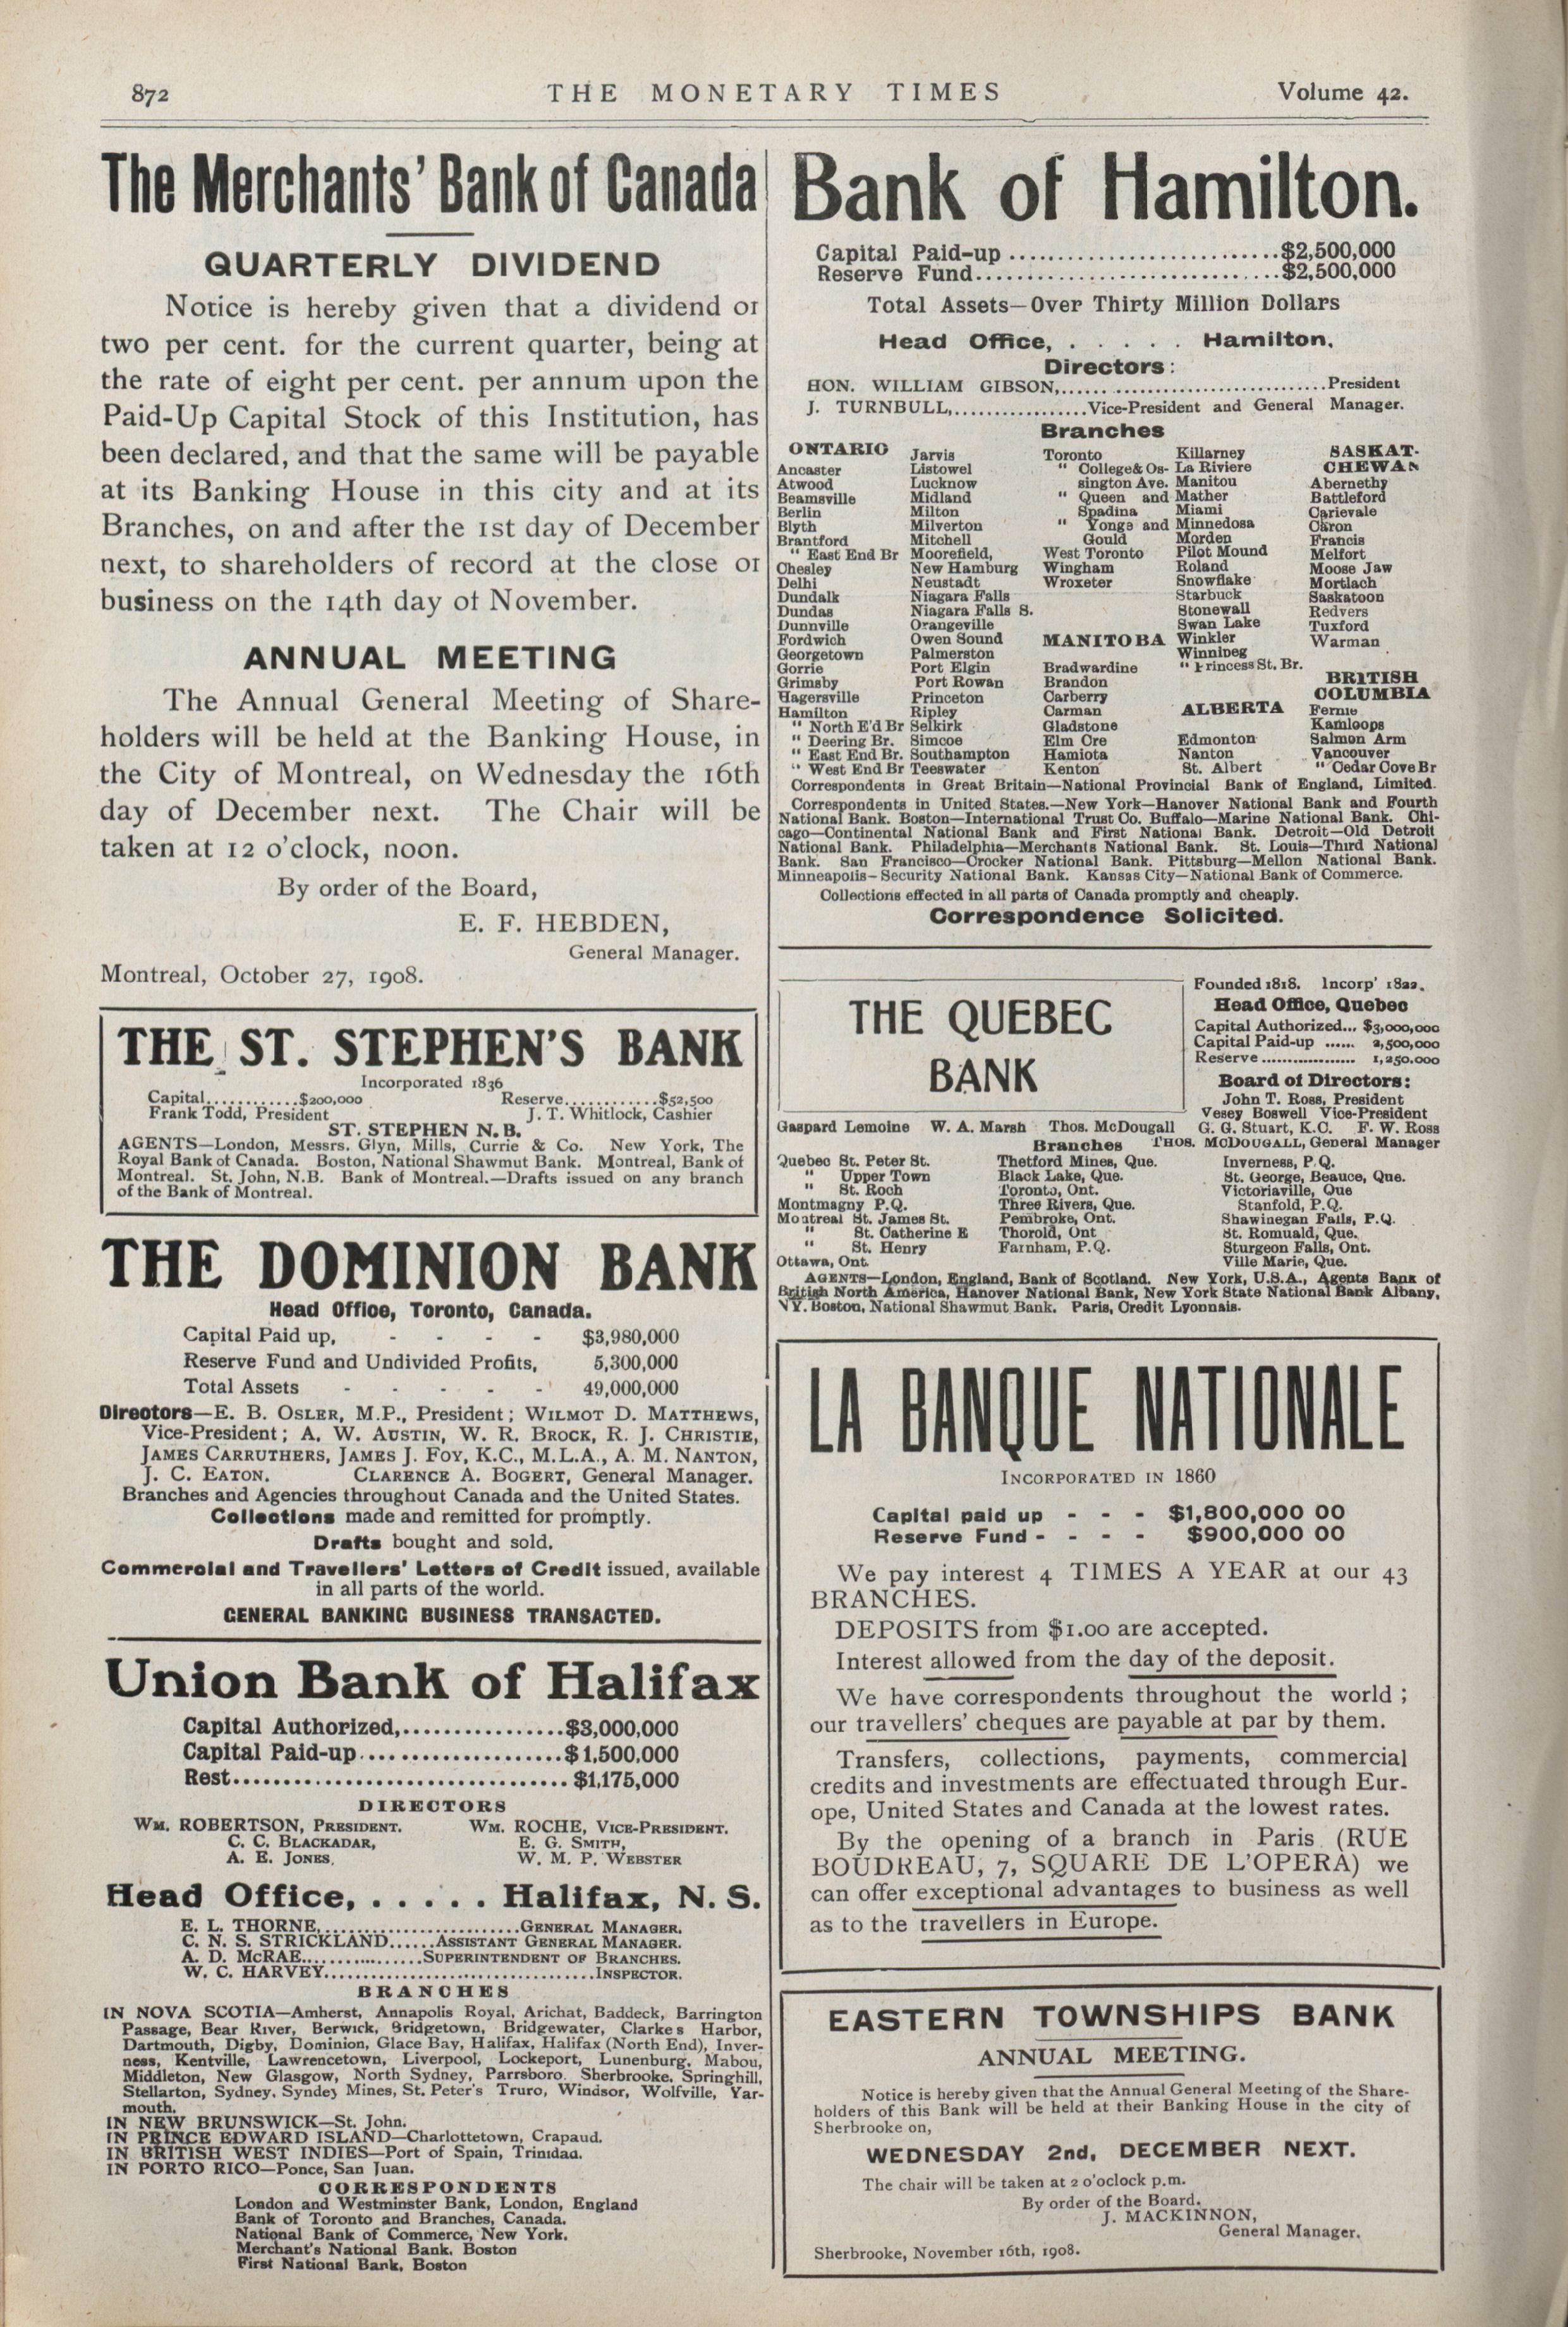 872 THE MONETARY TIMES Volume 42.
The Merchants' Bank of Canada
QUARTERLY DIVIDEND
Notice is hereby given that a dividend of
two per cent. for the current quarter, being at
the rate of eight per cent. per annum upon the
Paid-Up Capital Stock of this Institution, has
been declared, and that the same will be payable
at its Banking House in this city and at its
Branches, on and after the 1st day of December
next, to shareholders of record at the close of
business on the 14th day of November.
ANNUAL MEETING
The Annual General Meeting of Share-
holders will be held at the Banking House, in
the City of Montreal, on Wednesday the 16th
day of December next. The Chair will be
taken at 12 o'clock, noon.
By order of the Board,
E. F. HEBDEN,
General Manager.
Montreal, October 27, 1908.
THE ST. STEPHEN'S BANK
Incorporated 1836
Capital............$200,000 Reserve............$52,500
Frank Todd, President J. T. Whitlock, Cashier
ST. STEPHEN N. B.
AGENTS—London, Messrs. Glyn, Mills, Currie & Co. New York, The
Royal Bank of Canada. Boston, National Shawmut Bank. Montreal, Bank of
Montreal. St. John, N.B. Bank of Montreal.—Drafts issued on any branch
of the Bank of Montreal.
THE DOMINION BANK
Head Office, Toronto, Canada.
Capital Paid up, - - - - $3,980,000
Reserve Fund and Undivided Profits, 5,300,000
Total Assets - - - - - 49,000,000
Directors—E. B. OSLER, M.P., President; WILMOT D. MATTHEWS,
Vice-President; A. W. AUSTIN, W. R. BROCK, R. J. CHRISTIE,
JAMES CARRUTHERS, JAMES J. FOY, K.C., M.L.A., A. M. NANTON,
J. C. EATON. CLARENCE A. BOGERT, General Manager.
Branches and Agencies throughout Canada and the United States.
Collections made and remitted for promptly.
Drafts bought and sold.
Commercial and Travellers' Letters of Credit issued, available
in all parts of the world.
GENERAL BANKING BUSINESS TRANSACTED.
Union Bank of Halifax
Capital Authorized,................$3,000,000
Capital Paid-up....................$1,500,000
Rest.................................$1,175,000
DIRECTORS
WM. ROBERTSON, PRESIDENT. WM. ROCHE, VICE-PRESIDENT.
C. C. BLACKADAR, E. G. SMITH,
A. E. JONES, W. M. P. WEBSTER
Head Office, . . . . . Halifax, N. S.
E. L. THORNE,..........................GENERAL MANAGER.
C. N. S. STRICKLAND......ASSISTANT GENERAL MANAGER.
A. D. MCRAE................SUPERINTENDENT OF BRANCHES.
W. C. HARVEY....................................INSPECTOR.
BRANCHES
IN NOVA SCOTIA—Amherst, Annapolis Royal, Arichat, Baddeck, Barrington
Passage, Bear River, Berwick, Bridgetown, Bridgewater, Clarkes Harbor,
Dartmouth, Digby, Dominion, Glace Bay, Halifax, Halifax (North End), Inver-
ness, Kentville, Lawrencetown, Liverpool, Lockeport, Lunenburg, Mabou,
Middleton, New Glasgow, North Sydney, Parrsboro, Sherbrooke, Springhill,
Stellarton, Sydney, Syndey Mines, St. Peter's Truro, Windsor, Wolfville, Yar-
mouth.
IN NEW BRUNSWICK—St. John.
IN PRINCE EDWARD ISLAND—Charlottetown, Crapaud.
IN BRITISH WEST INDIES—Port of Spain, Trinidad.
IN PORTO RICO—Ponce, San Juan.
CORRESPONDENTS
London and Westminster Bank, London, England
Bank of Toronto and Branches, Canada.
National Bank of Commerce, New York.
Merchant's National Bank, Boston
First National Bank, Boston
Bank of Hamilton.
Capital Paid-up ............................$2,500,000
Reserve Fund................................$2,500,000
Total Assets—Over Thirty Million Dollars
Head Office, . . . . . Hamilton.
Directors:
HON. WILLIAM GIBSON,.................................President
J. TURNBULL,.................Vice-President and General Manager.
Branches
ONTARIO
Ancaster
Atwood
Beamsville
Berlin
Blyth
Brantford
" East End Br
Chesley
Delhi
Dundalk
Dundas
Dunnville
Fordwich
Georgetown
Gorrie
Grimsby
Hagersville
Hamilton
" North E'd Br
" Deering Br.
" East End Br.
" West End Br
Jarvis
Listowel
Lucknow
Midland
Milton
Milverton
Mitchell
Moorefield,
New Hamburg
Neustadt
Niagara Falls
Niagara Falls S.
Orangeville
Owen Sound
Palmerston
Port Elgin
Port Rowan
Princeton
Ripley
Selkirk
Simcoe
Southampton
Teeswater
Toronto
" College & Os-
sington Ave.
" Queen and
Spadina
" Yonge and
Gould
West Toronto
Wingham
Wroxeter
MANITOBA
Bradwardine
Brandon
Carberry
Carman
Gladstone
Elm Ore
Hamiota
Kenton
Killarney
La Riviere
Manitou
Mather
Miami
Minnedosa
Morden
Pilot Mound
Roland
Snowflake
Starbuck
Stonewall
Swan Lake
Winkler
Winnipeg
" Princess St. Br.
ALBERTA
Edmonton
Nanton
St. Albert
SASKAT-
CHEWAN
Abernethy
Battleford
Carievale
Caron
Francis
Melfort
Moose Jaw
Mortlach
Saskatoon
Redvers
Tuxford
Warman
BRITISH
COLUMBIA
Fernie
Kamloops
Salmon Arm
Vancouver
" Cedar Cove Br
Correspondents in Great Britain—National Provincial Bank of England, Limited.
Correspondents in United States.—New York—Hanover National Bank and Fourth
National Bank. Boston—International Trust Co. Buffalo—Marine National Bank. Chi-
cago—Continental National Bank and First National Bank. Detroit—Old Detroit
National Bank. Philadelphia—Merchants National Bank. St. Louis—Third National
Bank. San Francisco—Crocker National Bank. Pittsburg—Mellon National Bank.
Minneapolis—Security National Bank. Kansas City—National Bank of Commerce.
Collections effected in all parts of Canada promptly and cheaply.
Correspondence Solicited.
THE QUEBEC
BANK
Founded 1818. Incorp' 1822.
Head Office, Quebec
Capital Authorized... $3,000,000
Capital Paid-up ...... 2,500,000
Reserve.................. 1,250,000
Board of Directors:
John T. Ross, President
Vesey Boswell Vice-President
Gaspard Lemoine W. A. Marsh Thos. McDougall G. G. Stuart, K.C. F. W. Ross
Branches THOS. MCDOUGALL, General Manager
Quebec St. Peter St. Thetford Mines, Que. Inverness, P.Q.
" Upper Town Black Lake, Que. St. George, Beauce, Que.
" St. Roch Toronto, Ont. Victoriaville, Que
Montmagny P.Q. Three Rivers, Que. Stanfold, P.Q.
Montreal St. James St. Pembroke, Ont. Shawinegan Falls, P.Q.
" St. Catherine E Thorold, Ont St. Romuald, Que.
" St. Henry Farnham, P.Q. Sturgeon Falls, Ont.
Ottawa, Ont. Ville Marie, Que.
AGENTS—London, England, Bank of Scotland. New York, U.S.A., Agents Bank of
British North America, Hanover National Bank, New York State National Bank Albany,
NY. Boston, National Shawmut Bank. Paris, Credit Lyonnais.
LA BANQUE NATIONALE
INCORPORATED IN 1860
Capital paid up - - - $1,800,000 00
Reserve Fund - - - - $900,000 00
We pay interest 4 TIMES A YEAR at our 43
BRANCHES.
DEPOSITS from $1.00 are accepted.
Interest allowed from the day of the deposit.
We have correspondents throughout the world;
our travellers' cheques are payable at par by them.
Transfers, collections, payments, commercial
credits and investments are effectuated through Eur-
ope, United States and Canada at the lowest rates.
By the opening of a branch in Paris (RUE
BOUDREAU, 7, SQUARE DE L'OPERA) we
can offer exceptional advantages to business as well
as to the travellers in Europe.
EASTERN TOWNSHIPS BANK
ANNUAL MEETING.
Notice is hereby given that the Annual General Meeting of the Share-
holders of this Bank will be held at their Banking House in the city of
Sherbrooke on,
WEDNESDAY 2nd, DECEMBER NEXT.
The chair will be taken at 2 o'oclock p.m.
By order of the Board.
J. MACKINNON,
General Manager.
Sherbrooke, November 16th, 1908.